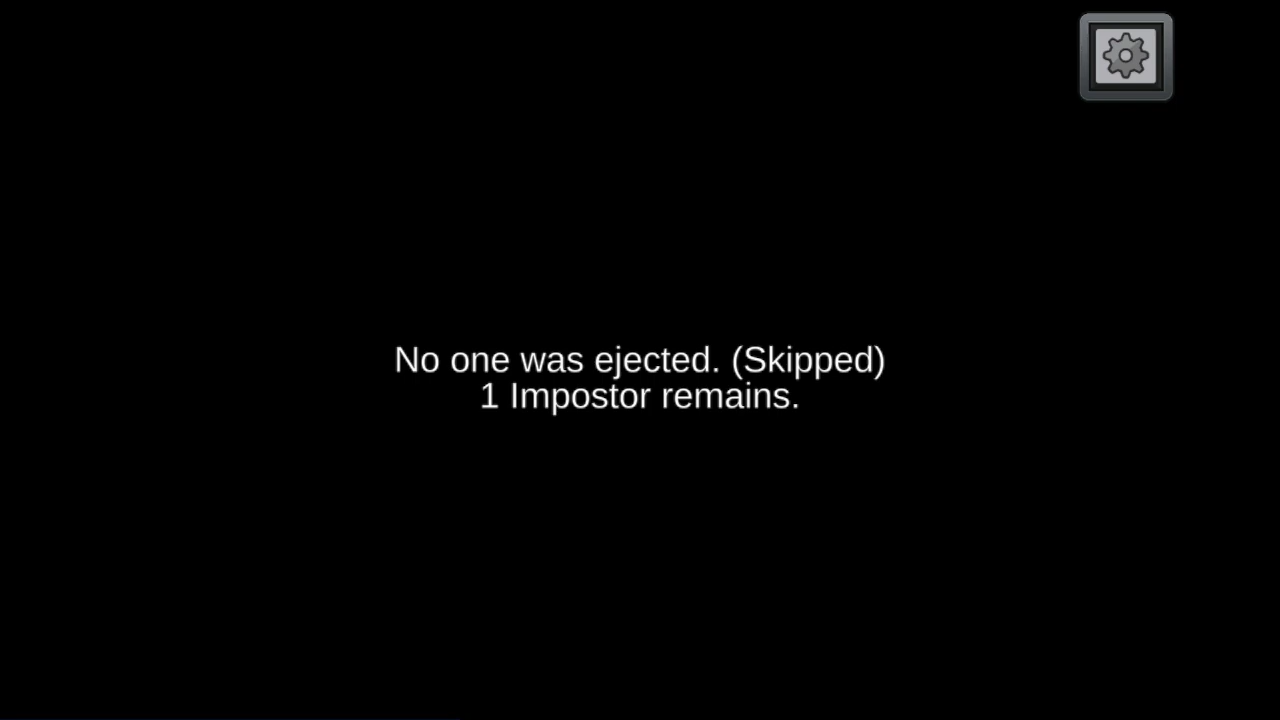 No one was ejected. (Skipped)
1 Impostor remains.